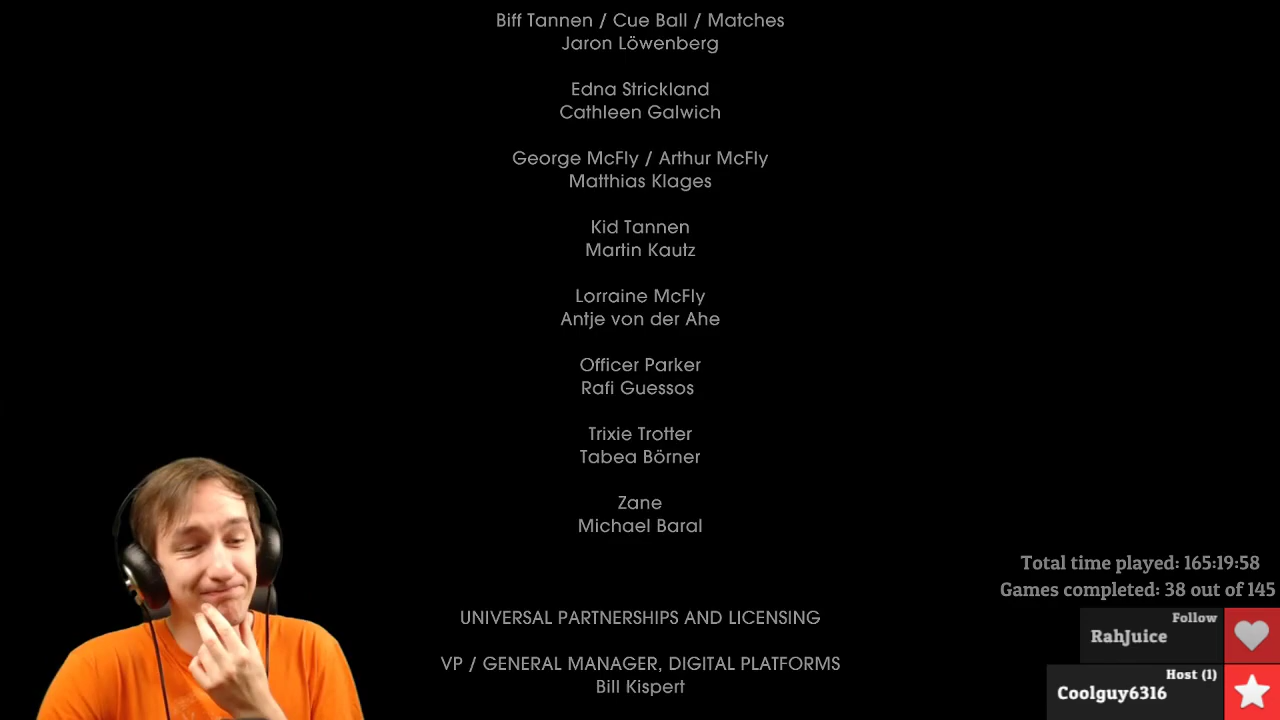 Biff Tannen / Cue Ball / Matches
Jaron Löwenberg
Edna Strickland
Cathleen Galwich
George McFly / Arthur McFly
Matthias Klages
Kid Tannen
Martin Kautz
Lorraine McFly
Antje von der Ahe
Officer Parker
Rafi Guessos
Trixie Trotter
Tabea Börner
Zane
Michael Baral
UNIVERSAL PARTNERSHIPS AND LICENSING
VP / GENERAL MANAGER, DIGITAL PLATFORMS
Bill Kispert
Total time played: 165:19:58
Games completed: 38 out of 145
Follow
RahJuice
Host (1)
Coolguy6316